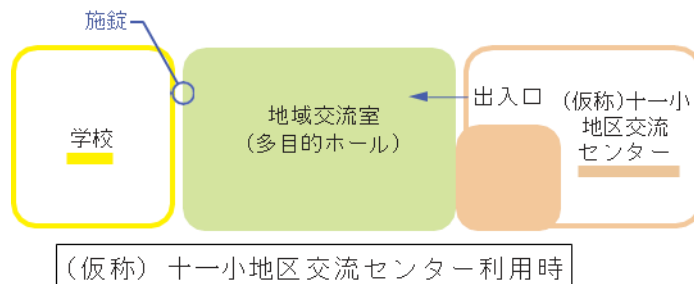 施錠
学校
地域交流室
(多目的ホール)
出入口
(仮称)十一小
地区交流
センター
(仮称) 十一小地区交流センター利用時